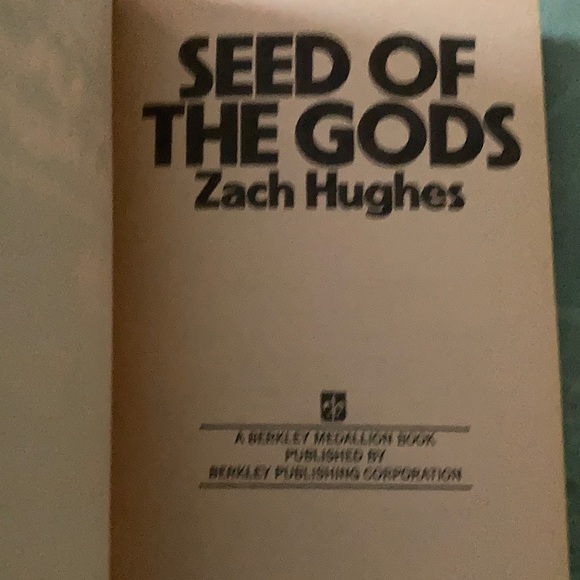 SEED OF
THE GODS
Zach Hughes
A BERKLEY MEDALLION BOOK
PUBLISHED BY
BERKLEY PUBLISHING CORPORATION